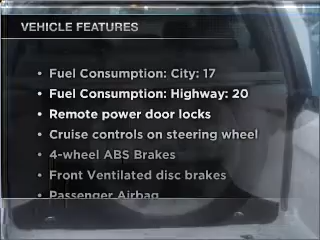 VEHICLE FEATURES
• Fuel Consumption: City: 17
• Fuel Consumption: Highway: 20
• Remote power door locks
• Cruise controls on steering wheel
• 4-wheel ABS Brakes
• Front Ventilated disc brakes
• Passenger Airbag